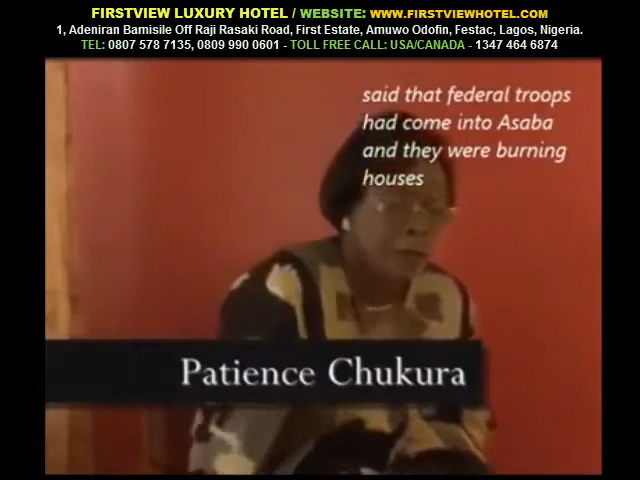 FIRSTVIEW LUXURY HOTEL / WEBSITE: WWW.FIRSTVIEWHOTEL.COM
1, Adeniran Bamisile Off Raji Rasaki Road, First Estate, Amuwo Odofin, Festac, Lagos, Nigeria.
TEL: 0807 578 7135, 0809 990 0601 - TOLL FREE CALL: USA/CANADA - 1347 464 6874
said that federal troops
had come into Asaba
and they were burning
houses
Patience Chukura